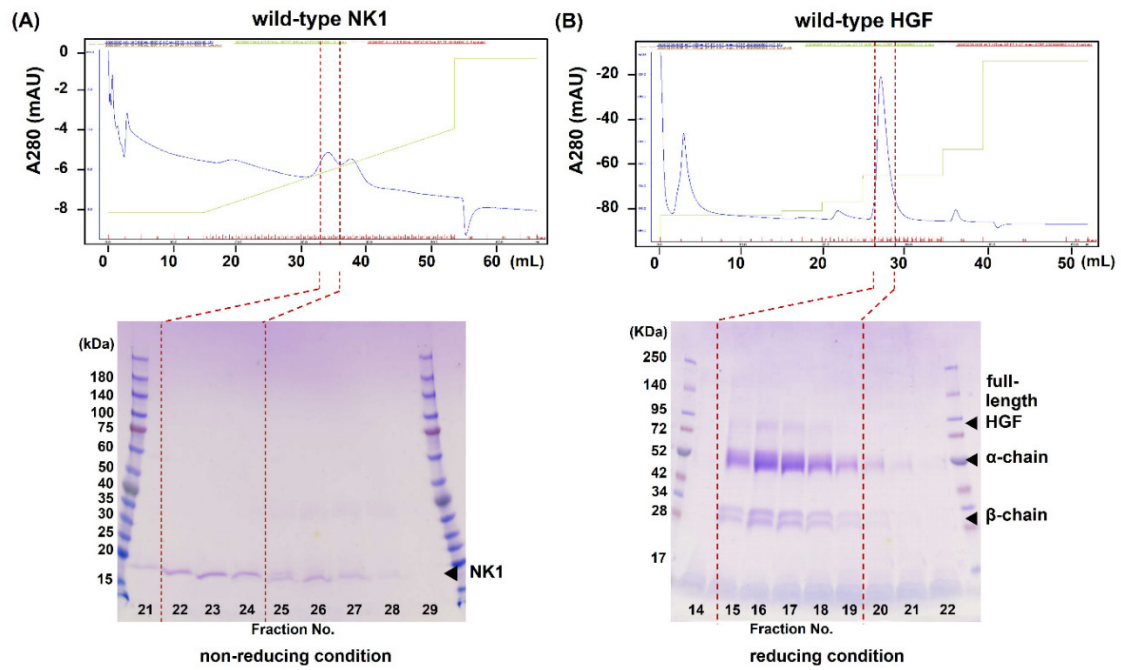 (A) wild-type NK1
A280 (mAU)
0
-2
-4
-6
-8
0 10 20 30 40 50 60 (mL)
(kDa)
180
140
100
75
60
50
40
35
30
25
20
15
NK1
21 22 23 24 25 26 27 28 29
Fraction No.
non-reducing condition
(B) wild-type HGF
A280 (mAU)
-20
-40
-60
-80
0 10 20 30 40 50 (mL)
(KDa)
250
140
95
72
52
42
34
28
17
full-
length
HGF
α-chain
β-chain
14 15 16 17 18 19 20 21 22
Fraction No.
reducing condition